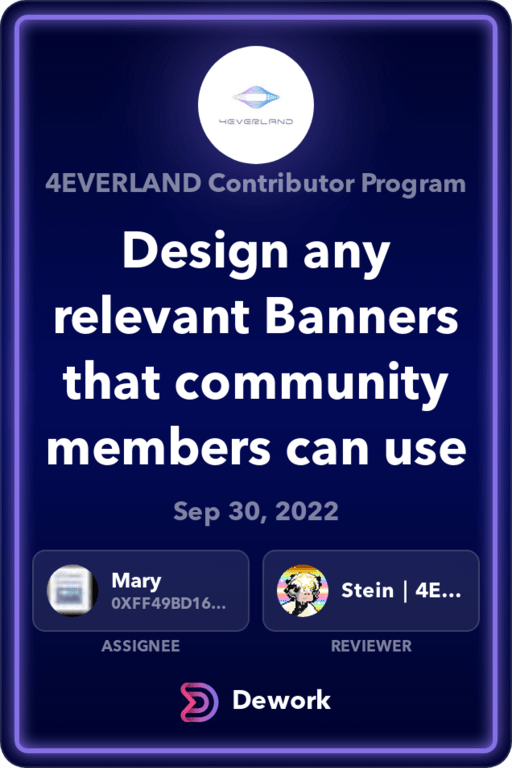 4EVERLAND
4EVERLAND Contributor Program
Design any
relevant Banners
that community
members can use
Sep 30, 2022
Mary
0XFF49BD16...
Stein | 4E...
ASSIGNEE
REVIEWER
Dework